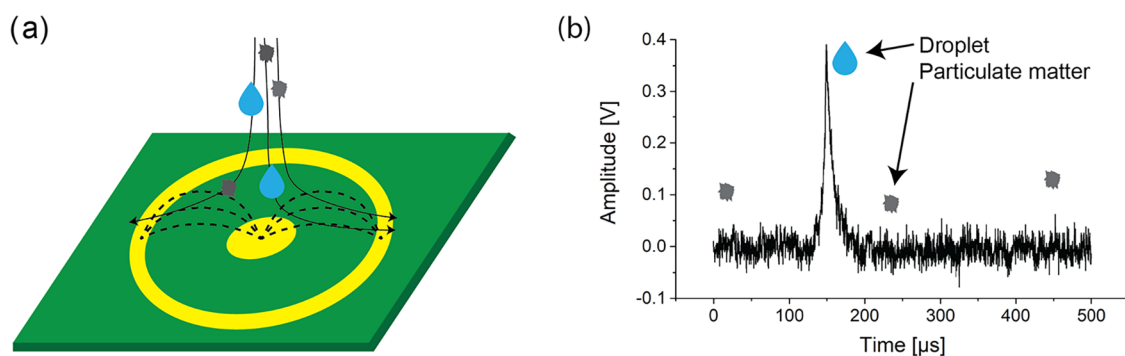 (a)
(b)
Droplet
Particulate matter
Amplitude [V]
0.4
0.3
0.2
0.1
0.0
-0.1
0
100
200
300
400
500
Time [µs]